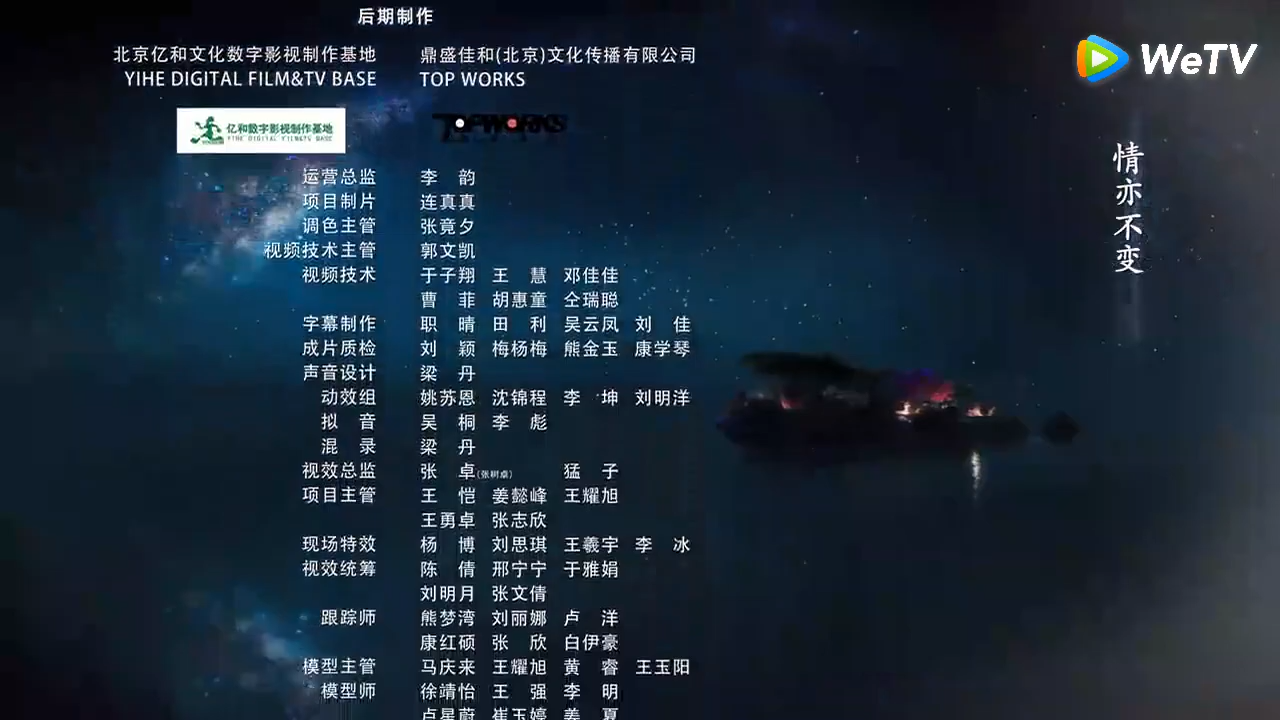 后期制作
北京亿和文化数字影视制作基地 鼎盛佳和(北京)文化传播有限公司
YIHE DIGITAL FILM&TV BASE TOP WORKS
亿和数字影视制作基地 TOPWORKS
YIHE DIGITAL FILM&TV BASE
WeTV
情亦不变
运营总监 李 韵
项目制片 连真真
调色主管 张竟夕
视频技术主管 郭文凯
视频技术 于子翔 王 慧 邓佳佳
曹 菲 胡惠童 仝瑞聪
字幕制作 职 晴 田 利 吴云凤 刘 佳
成片质检 刘 颖 梅杨梅 熊金玉 康学琴
声音设计 梁 丹
动效组 姚苏恩 沈锦程 李 坤 刘明洋
拟 音 吴 桐 李 彪
混 录 梁 丹
视效总监 张 卓(张树卓) 猛 子
项目主管 王 恺 姜懿峰 王耀旭
王勇卓 张志欣
现场特效 杨 博 刘思琪 王羲宇 李 冰
视效统筹 陈 倩 邢宁宁 于雅娟
刘明月 张文倩
跟踪师 熊梦湾 刘丽娜 卢 洋
康红硕 张 欣 白伊豪
模型主管 马庆来 王耀旭 黄 睿 王玉阳
模型师 徐靖怡 王 强 李 明
卢星蔚 崔玉婷 姜 夏